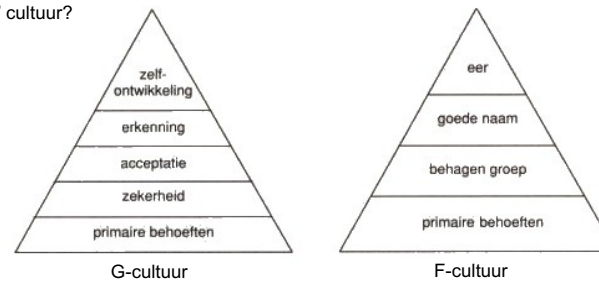 cultuur?
zelf-
ontwikkeling
erkenning
acceptatie
zekerheid
primaire behoeften
G-cultuur
eer
goede naam
behagen groep
primaire behoeften
F-cultuur